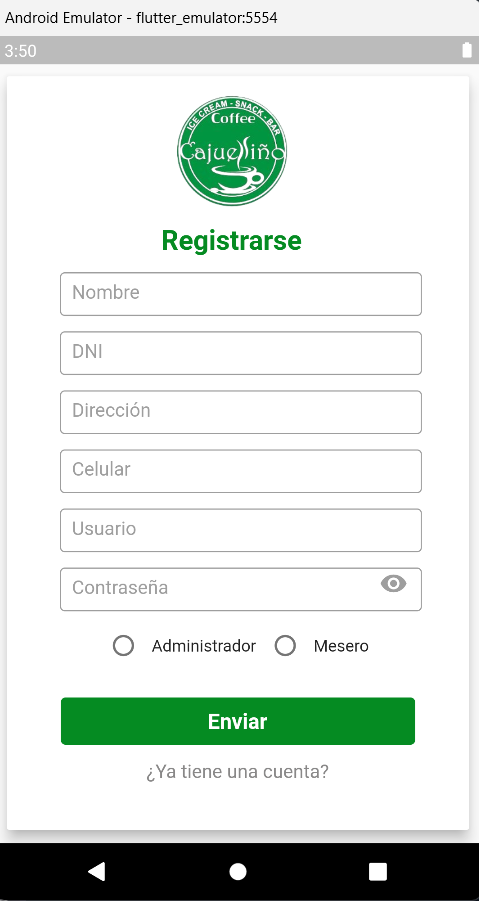 Android Emulator - flutter_emulator:5554
3:50
ICE CREAM - SNACK - BAR
Coffee
Cajueliño
Registrarse
Nombre
DNI
Dirección
Celular
Usuario
Contraseña
Administrador Mesero
Enviar
¿Ya tiene una cuenta?